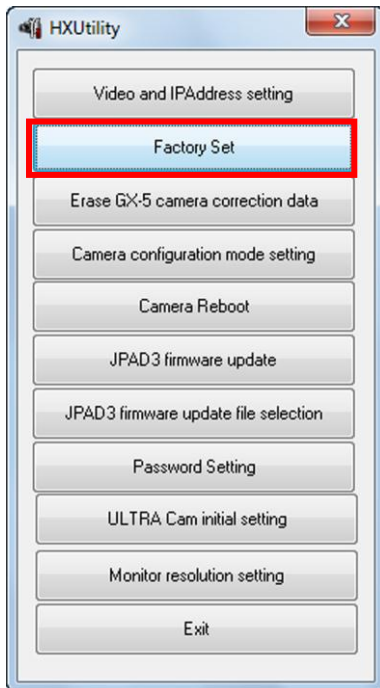 HXUtility
Video and IPAddress setting
Factory Set
Erase GX-5 camera correction data
Camera configuration mode setting
Camera Reboot
JPAD3 firmware update
JPAD3 firmware update file selection
Password Setting
ULTRA Cam initial setting
Monitor resolution setting
Exit